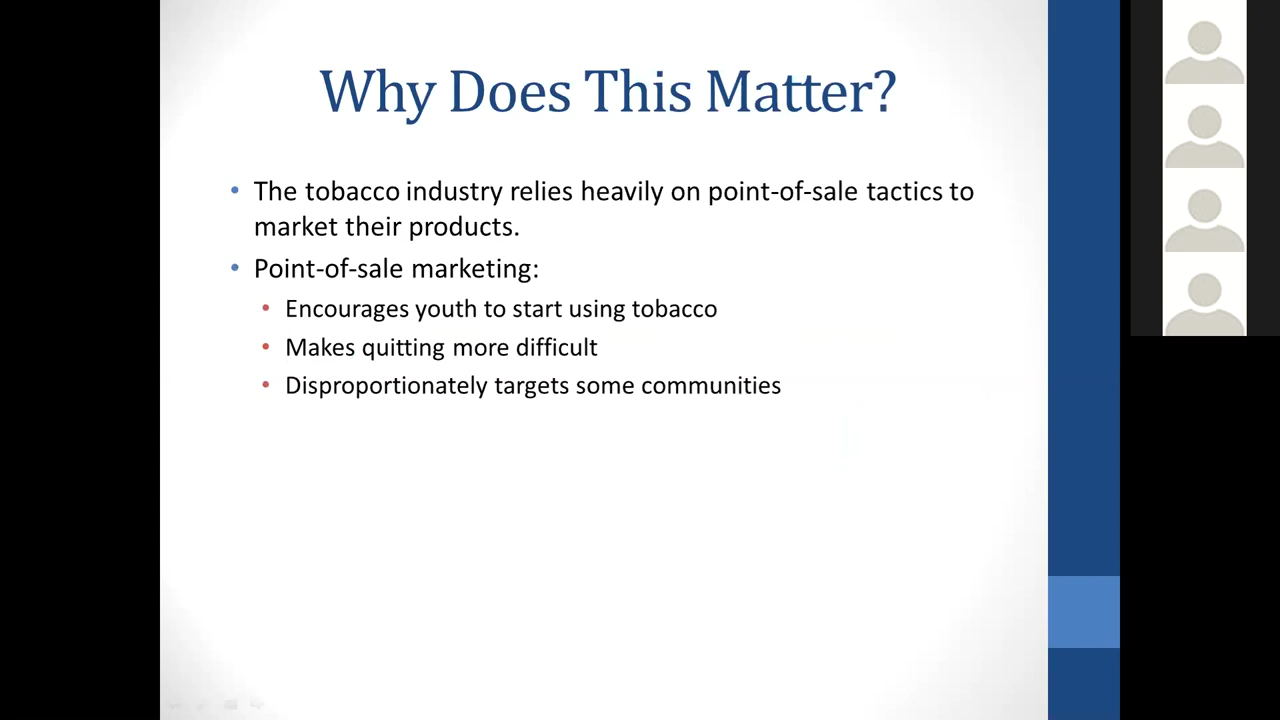 Why Does This Matter?
• The tobacco industry relies heavily on point-of-sale tactics to
market their products.
• Point-of-sale marketing:
• Encourages youth to start using tobacco
• Makes quitting more difficult
• Disproportionately targets some communities